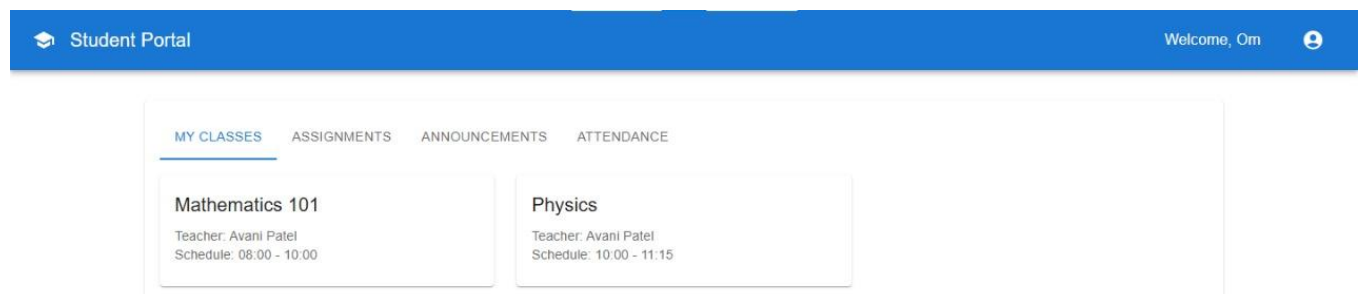 Student Portal
Welcome, Om
MY CLASSES
ASSIGNMENTS
ANNOUNCEMENTS
ATTENDANCE
Mathematics 101
Teacher: Avani Patel
Schedule: 08:00 - 10:00
Physics
Teacher: Avani Patel
Schedule: 10:00 - 11:15